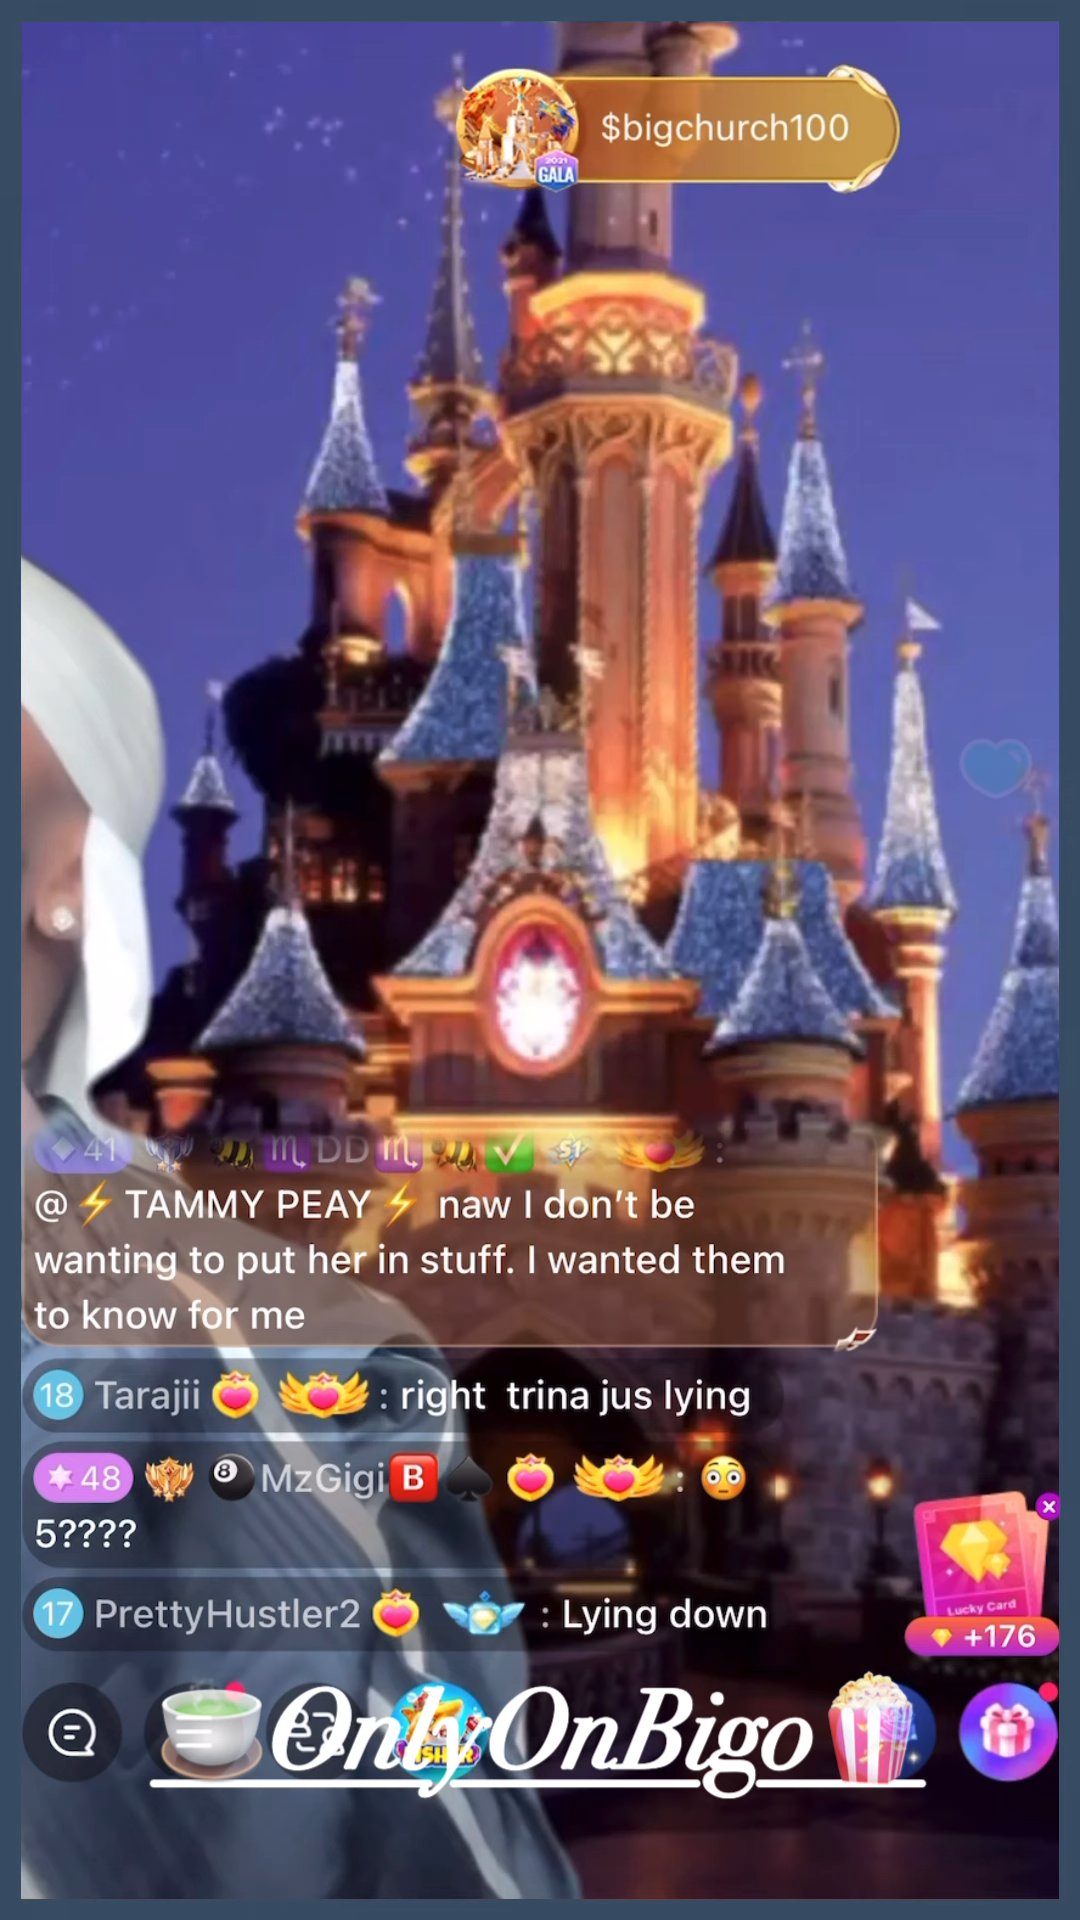 $bigchurch100
2021
GALA
41 🐝♏DD♏🐝✅ S1 :
@⚡TAMMY PEAY⚡ naw I don't be
wanting to put her in stuff. I wanted them
to know for me
18 Tarajii : right trina jus lying
48 🎱MzGigi🅱️♠️ : 😳
5????
17 PrettyHustler2 : Lying down
Lucky Card
+176
☕OnlyOnBigo🍿